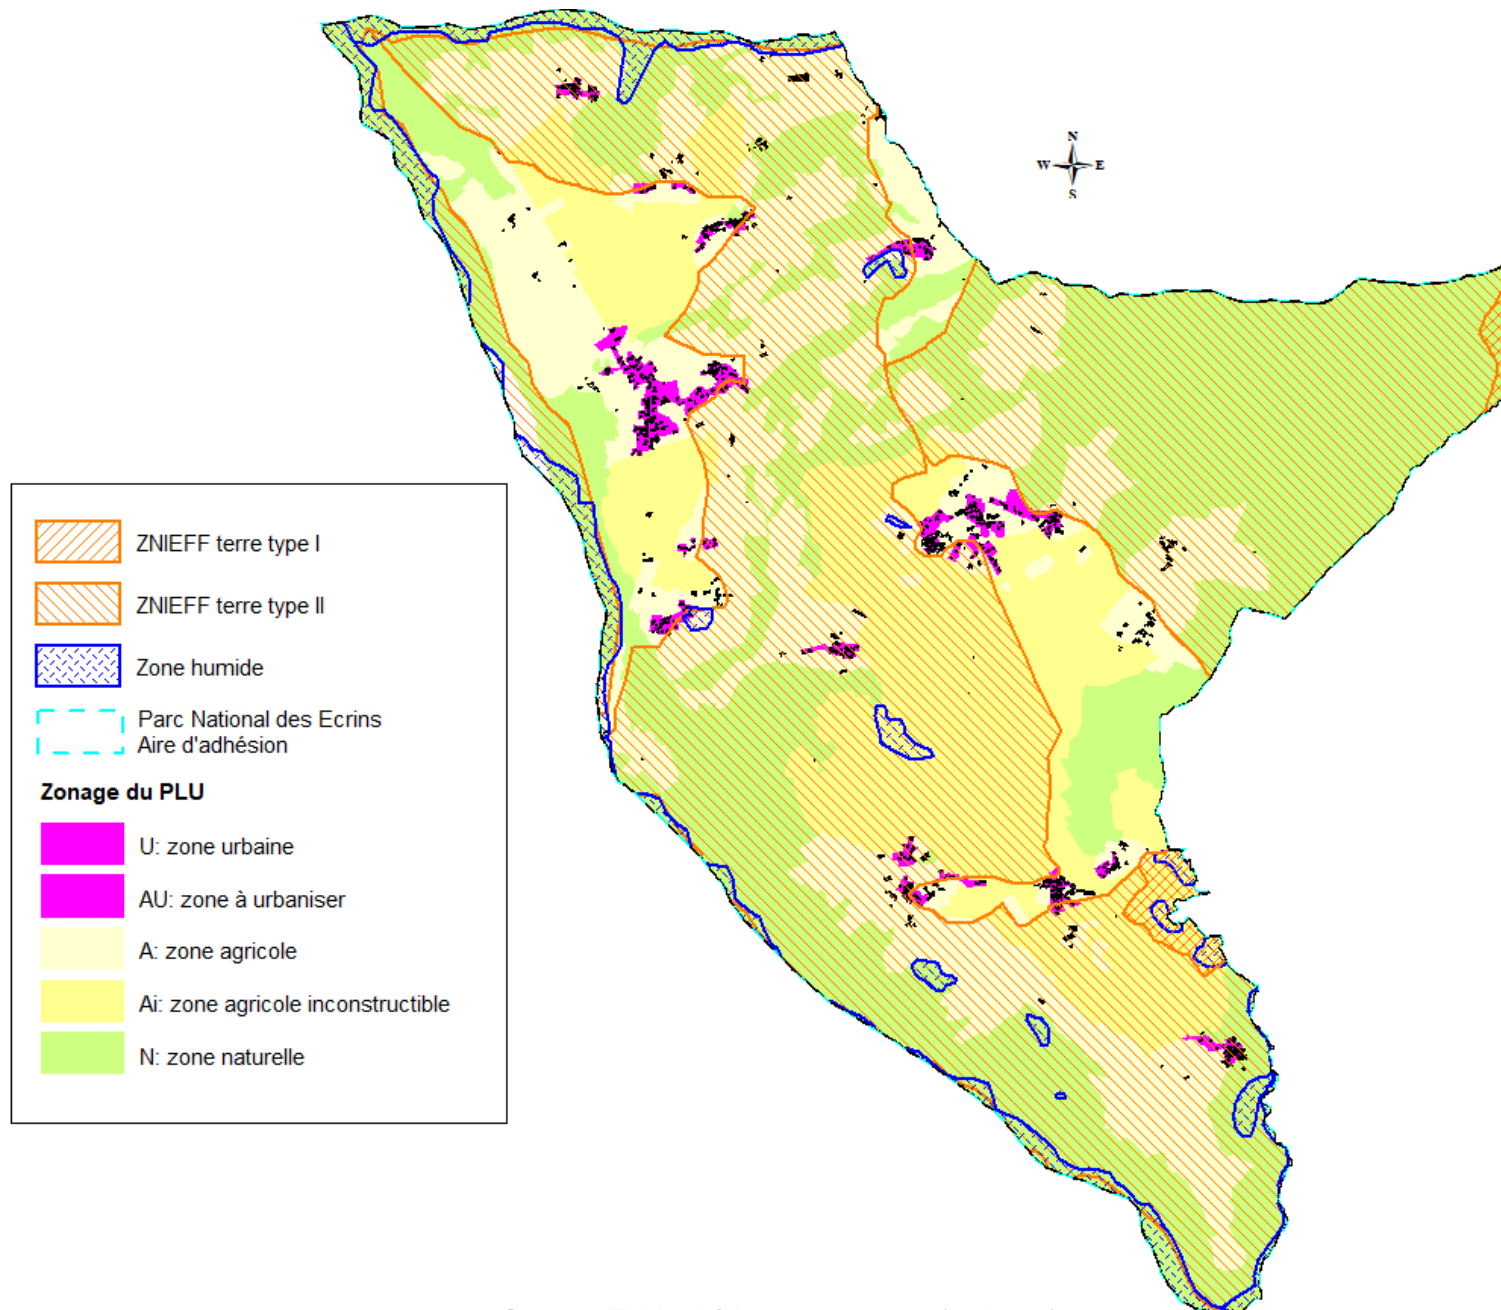 N
W E
S
ZNIEFF terre type I
ZNIEFF terre type II
Zone humide
Parc National des Ecrins
Aire d'adhésion
Zonage du PLU
U: zone urbaine
AU: zone à urbaniser
A: zone agricole
Ai: zone agricole inconstructible
N: zone naturelle